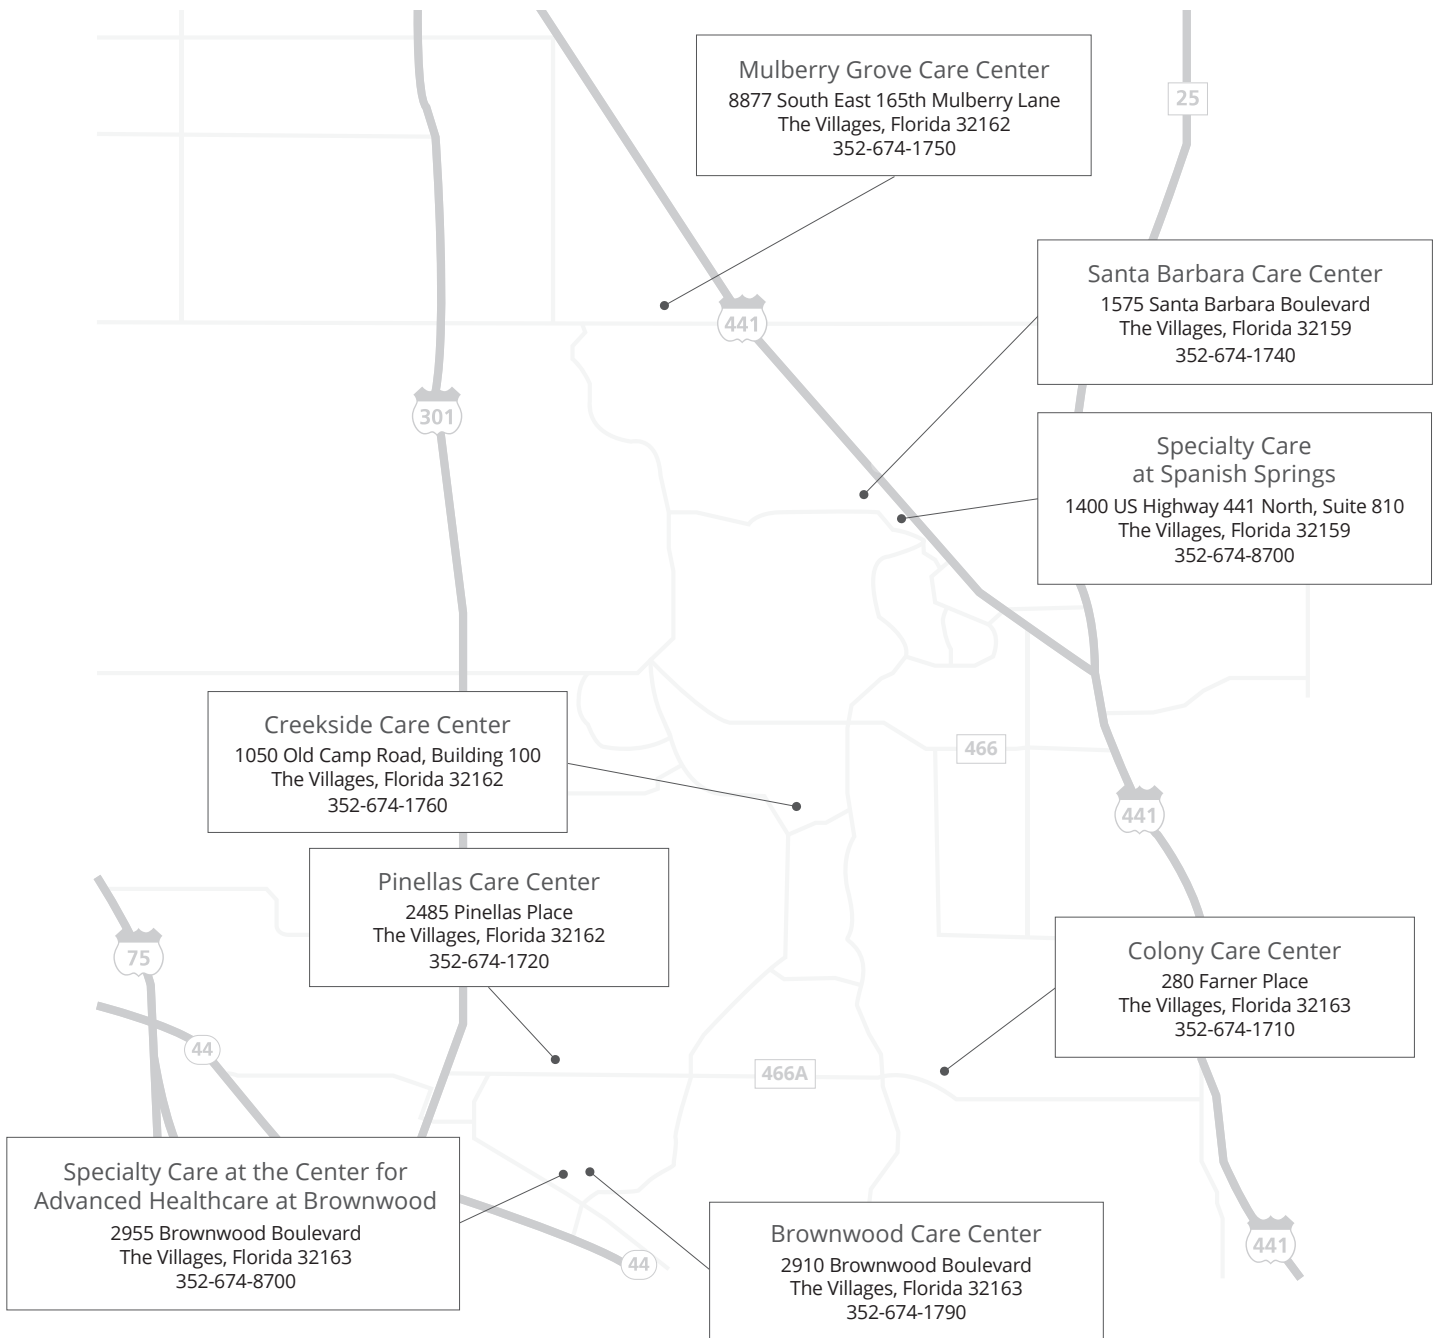 Mulberry Grove Care Center
8877 South East 165th Mulberry Lane
The Villages, Florida 32162
352-674-1750
25
Santa Barbara Care Center
1575 Santa Barbara Boulevard
The Villages, Florida 32159
352-674-1740
441
301
Specialty Care
at Spanish Springs
1400 US Highway 441 North, Suite 810
The Villages, Florida 32159
352-674-8700
Creekside Care Center
1050 Old Camp Road, Building 100
The Villages, Florida 32162
352-674-1760
466
441
Pinellas Care Center
2485 Pinellas Place
The Villages, Florida 32162
352-674-1720
75
Colony Care Center
280 Farner Place
The Villages, Florida 32163
352-674-1710
44
466A
Specialty Care at the Center for
Advanced Healthcare at Brownwood
2955 Brownwood Boulevard
The Villages, Florida 32163
352-674-8700
44
Brownwood Care Center
2910 Brownwood Boulevard
The Villages, Florida 32163
352-674-1790
441